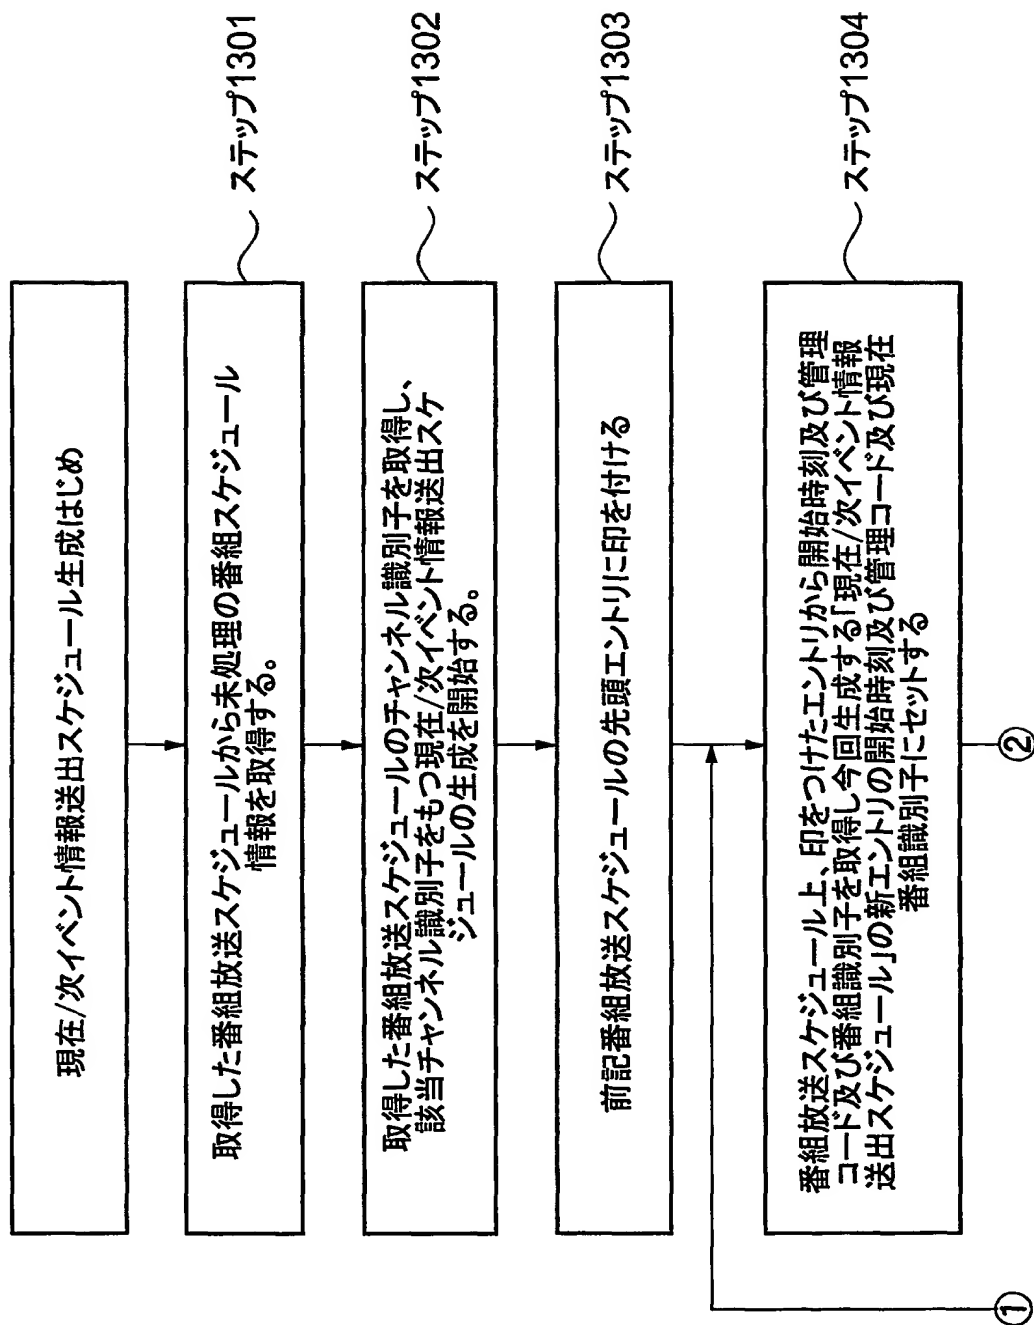 現在/次イベント情報送出スケジュール生成はじめ
取得した番組放送スケジュールから未処理の番組スケジュール
情報を取得する。
ステップ1301
取得した番組放送スケジュールのチャンネル識別子を取得し、
該当チャンネル識別子をもつ現在/次イベント情報送出スケ
ジュールの生成を開始する。
ステップ1302
前記番組放送スケジュールの先頭エントリに印を付ける
ステップ1303
番組放送スケジュール上、印をつけたエントリから開始時刻及び管理
コード及び番組識別子を取得し今回生成する「現在/次イベント情報
送出スケジュール」の新エントリの開始時刻及び管理コード及び現在
番組識別子にセットする
ステップ1304
①
②